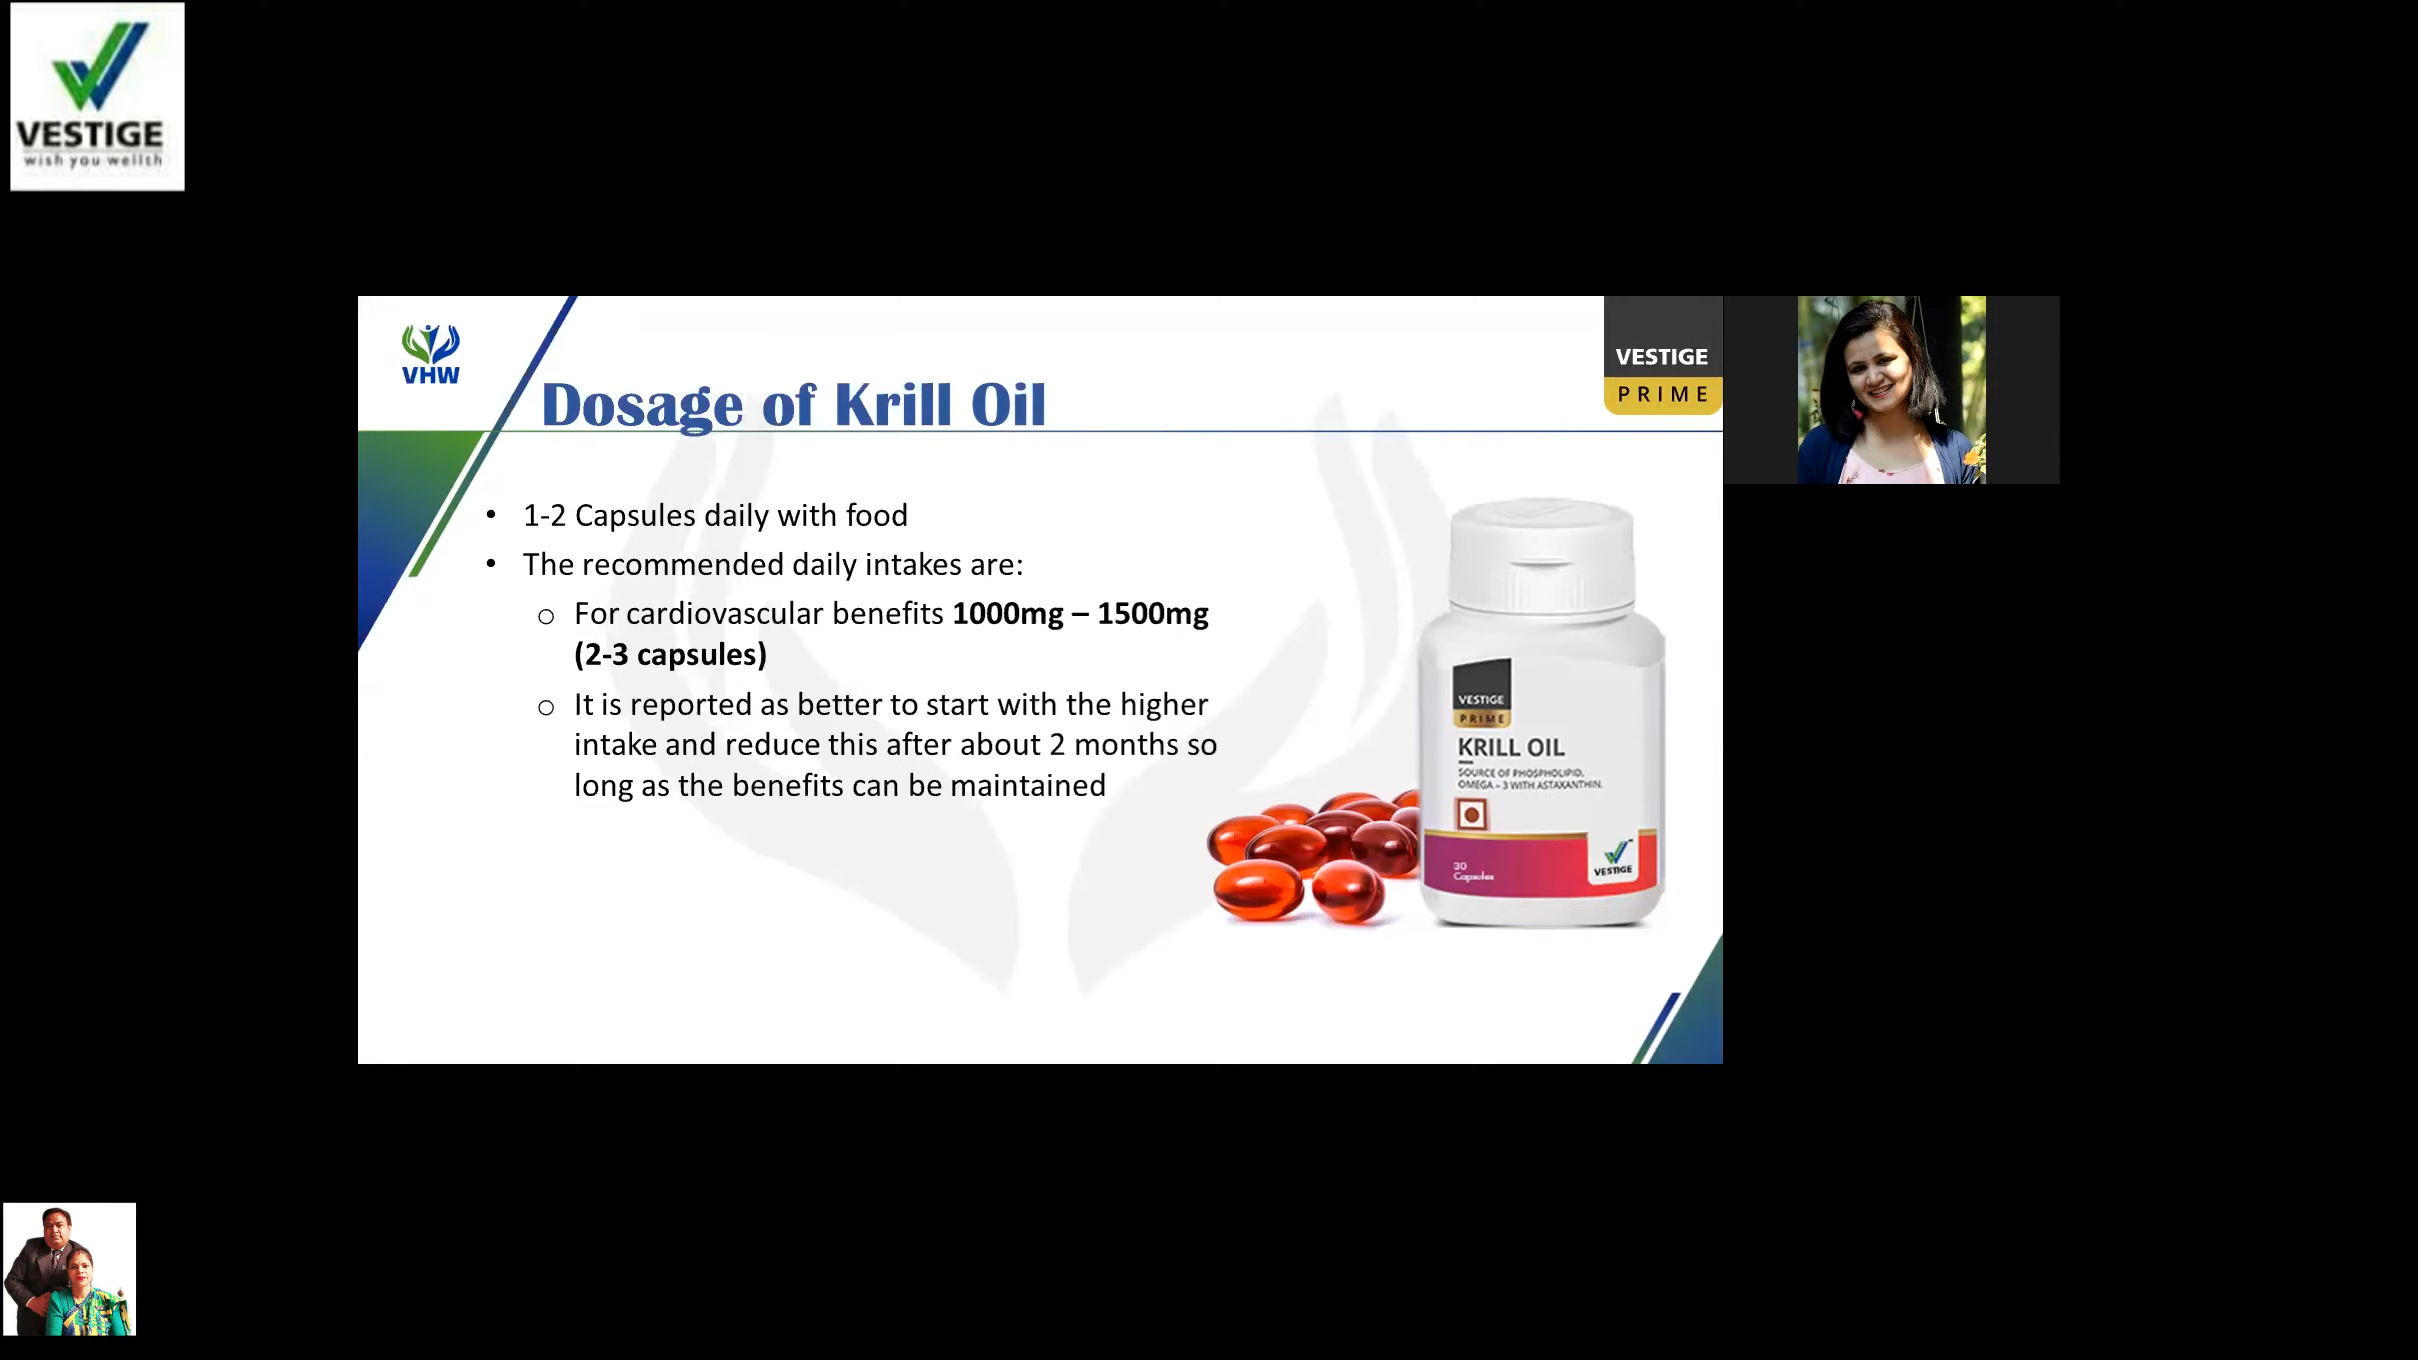 VESTIGE
wish you wellth
VHW
Dosage of Krill Oil
VESTIGE
PRIME
• 1-2 Capsules daily with food
• The recommended daily intakes are:
o For cardiovascular benefits 1000mg – 1500mg
(2-3 capsules)
o It is reported as better to start with the higher
intake and reduce this after about 2 months so
long as the benefits can be maintained
VESTIGE
PRIME
KRILL OIL
SOURCE OF PHOSPHOLIPID,
OMEGA – 3 WITH ASTAXANTHIN.
30
Capsules
VESTIGE